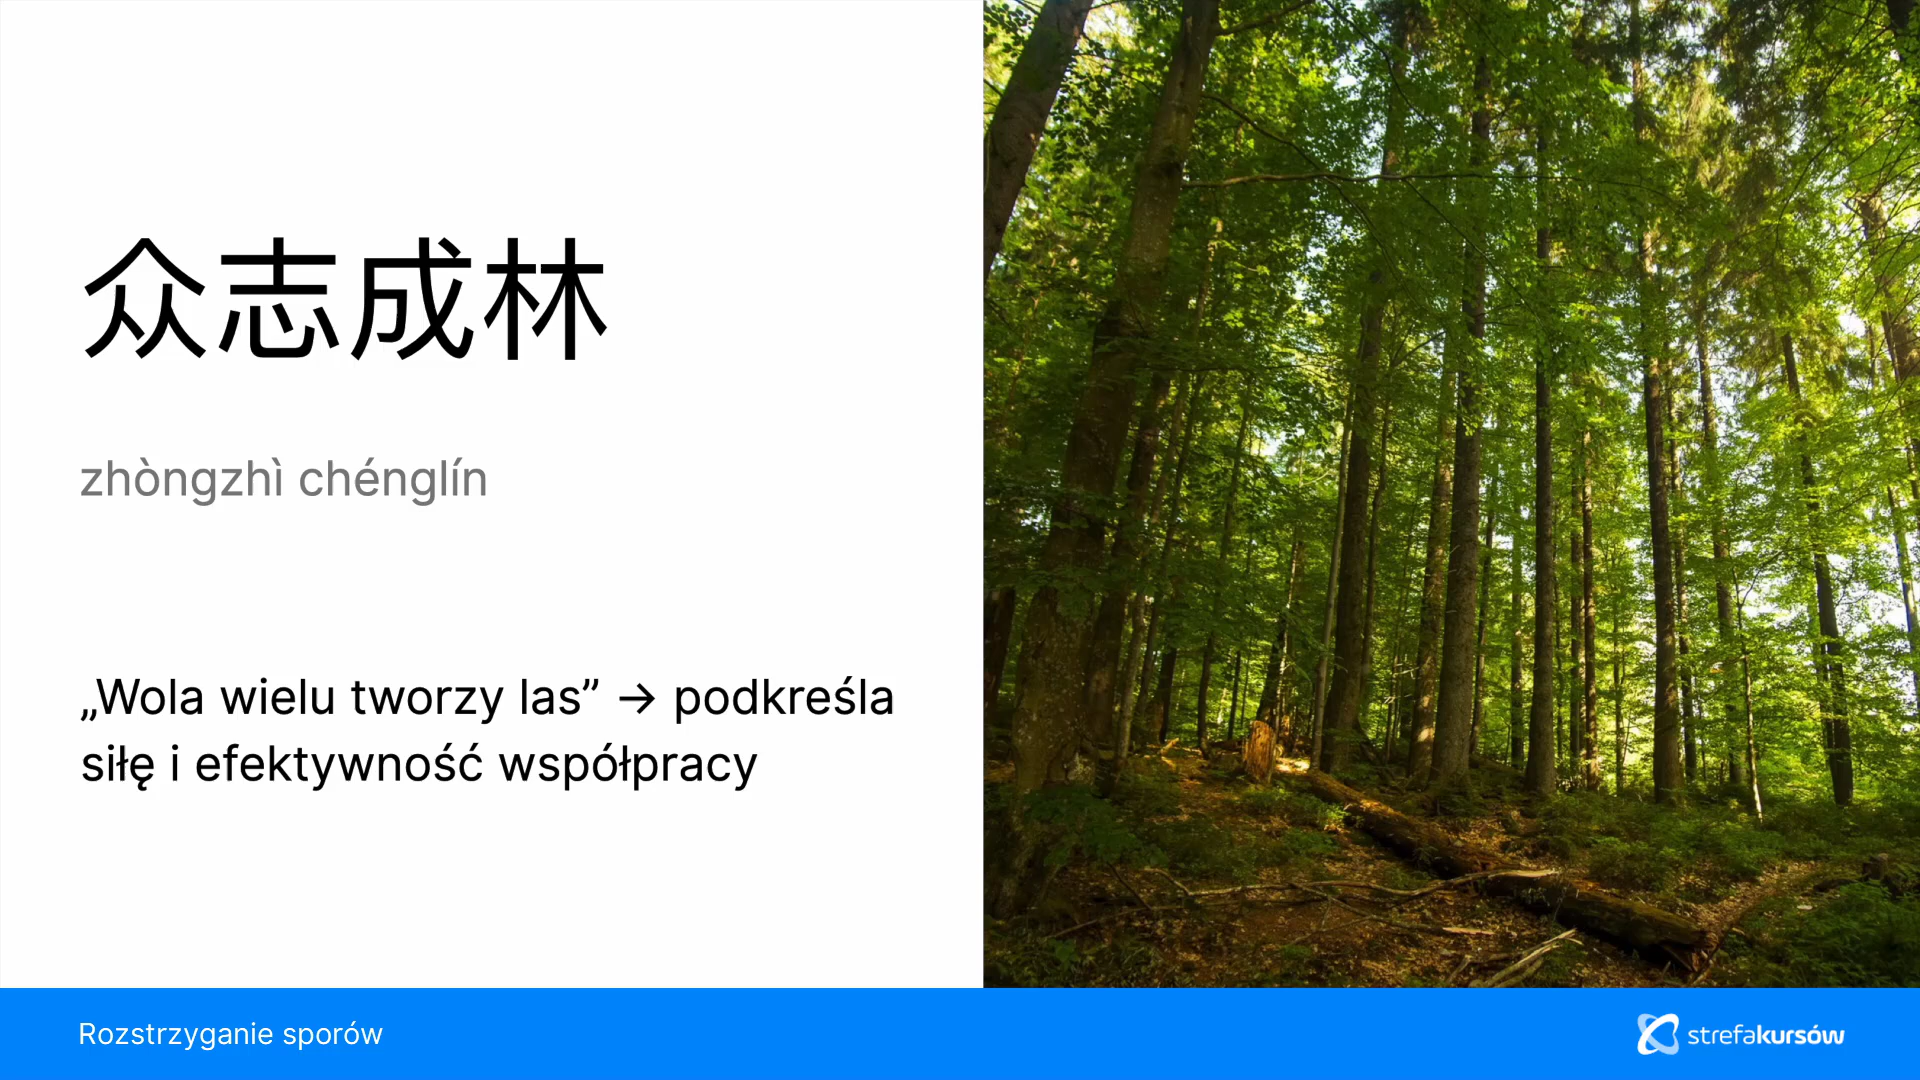 众志成林
zhòngzhì chénglín
„Wola wielu tworzy las” → podkreśla
siłę i efektywność współpracy
Rozstrzyganie sporów
strefakursów